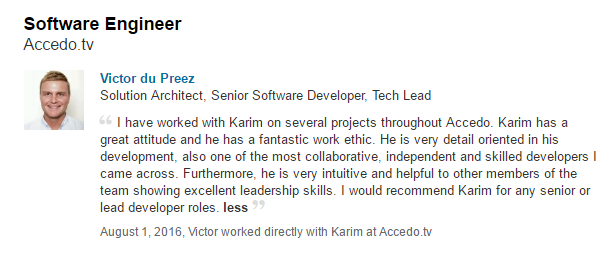 Software Engineer
Accedo.tv
Victor du Preez
Solution Architect, Senior Software Developer, Tech Lead
“ I have worked with Karim on several projects throughout Accedo. Karim has a
great attitude and he has a fantastic work ethic. He is very detail oriented in his
development, also one of the most collaborative, independent and skilled developers I
came across. Furthermore, he is very intuitive and helpful to other members of the
team showing excellent leadership skills. I would recommend Karim for any senior or
lead developer roles. less ”
August 1, 2016, Victor worked directly with Karim at Accedo.tv